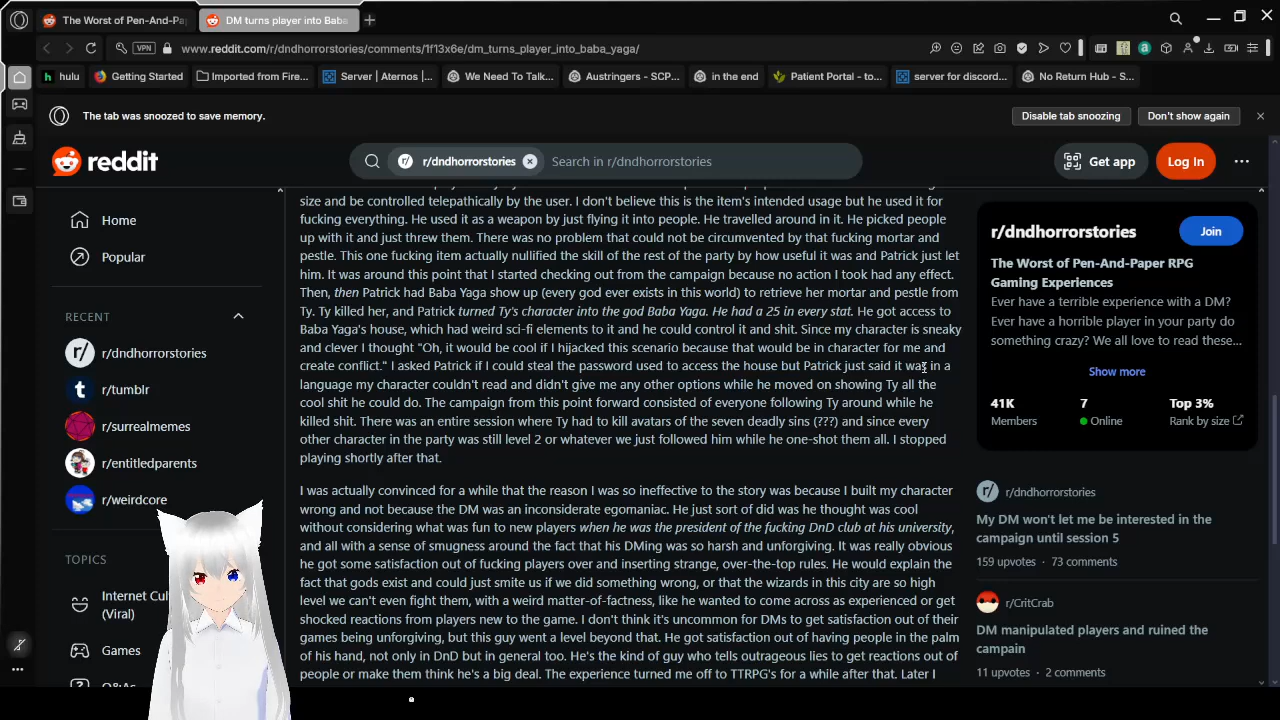 The Worst of Pen-And-Pa
DM turns player into Baba
VPN
www.reddit.com/r/dndhorrorstories/comments/1f13x6e/dm_turns_player_into_baba_yaga/
hulu
Getting Started
Imported from Fire...
Server | Aternos |...
We Need To Talk...
Austringers - SCP...
in the end
Patient Portal - to...
server for discord...
No Return Hub - S...
The tab was snoozed to save memory.
Disable tab snoozing
Don't show again
reddit
r/dndhorrorstories
Search in r/dndhorrorstories
Get app
Log In
Home
Popular
RECENT
r/dndhorrorstories
r/tumblr
r/surrealmemes
r/entitledparents
r/weirdcore
TOPICS
Internet Cul
(Viral)
Games
size and be controlled telepathically by the user. I don't believe this is the item's intended usage but he used it for
fucking everything. He used it as a weapon by just flying it into people. He travelled around in it. He picked people
up with it and just threw them. There was no problem that could not be circumvented by that fucking mortar and
pestle. This one fucking item actually nullified the skill of the rest of the party by how useful it was and Patrick just let
him. It was around this point that I started checking out from the campaign because no action I took had any effect.
Then, then Patrick had Baba Yaga show up (every god ever exists in this world) to retrieve her mortar and pestle from
Ty. Ty killed her, and Patrick turned Ty's character into the god Baba Yaga. He had a 25 in every stat. He got access to
Baba Yaga's house, which had weird sci-fi elements to it and he could control it and shit. Since my character is sneaky
and clever I thought "Oh, it would be cool if I hijacked this scenario because that would be in character for me and
create conflict." I asked Patrick if I could steal the password used to access the house but Patrick just said it was in a
language my character couldn't read and didn't give me any other options while he moved on showing Ty all the
cool shit he could do. The campaign from this point forward consisted of everyone following Ty around while he
killed shit. There was an entire session where Ty had to kill avatars of the seven deadly sins (???) and since every
other character in the party was still level 2 or whatever we just followed him while he one-shot them all. I stopped
playing shortly after that.
I was actually convinced for a while that the reason I was so ineffective to the story was because I built my character
wrong and not because the DM was an inconsiderate egomaniac. He just sort of did was he thought was cool
without considering what was fun to new players when he was the president of the fucking DnD club at his university,
and all with a sense of smugness around the fact that his DMing was so harsh and unforgiving. It was really obvious
he got some satisfaction out of fucking players over and inserting strange, over-the-top rules. He would explain the
fact that gods exist and could just smite us if we did something wrong, or that the wizards in this city are so high
level we can't even fight them, with a weird matter-of-factness, like he wanted to come across as experienced or get
shocked reactions from players new to the game. I don't think it's uncommon for DMs to get satisfaction out of their
games being unforgiving, but this guy went a level beyond that. He got satisfaction out of having people in the palm
of his hand, not only in DnD but in general too. He's the kind of guy who tells outrageous lies to get reactions out of
people or make them think he's a big deal. The experience turned me off to TTRPG's for a while after that. Later I
r/dndhorrorstories
Join
The Worst of Pen-And-Paper RPG
Gaming Experiences
Ever have a terrible experience with a DM?
Ever have a horrible player in your party do
something crazy? We all love to read these...
Show more
41K
Members
7
Online
Top 3%
Rank by size
r/dndhorrorstories
My DM won't let me be interested in the
campaign until session 5
159 upvotes · 73 comments
r/CritCrab
DM manipulated players and ruined the
campain
11 upvotes · 2 comments